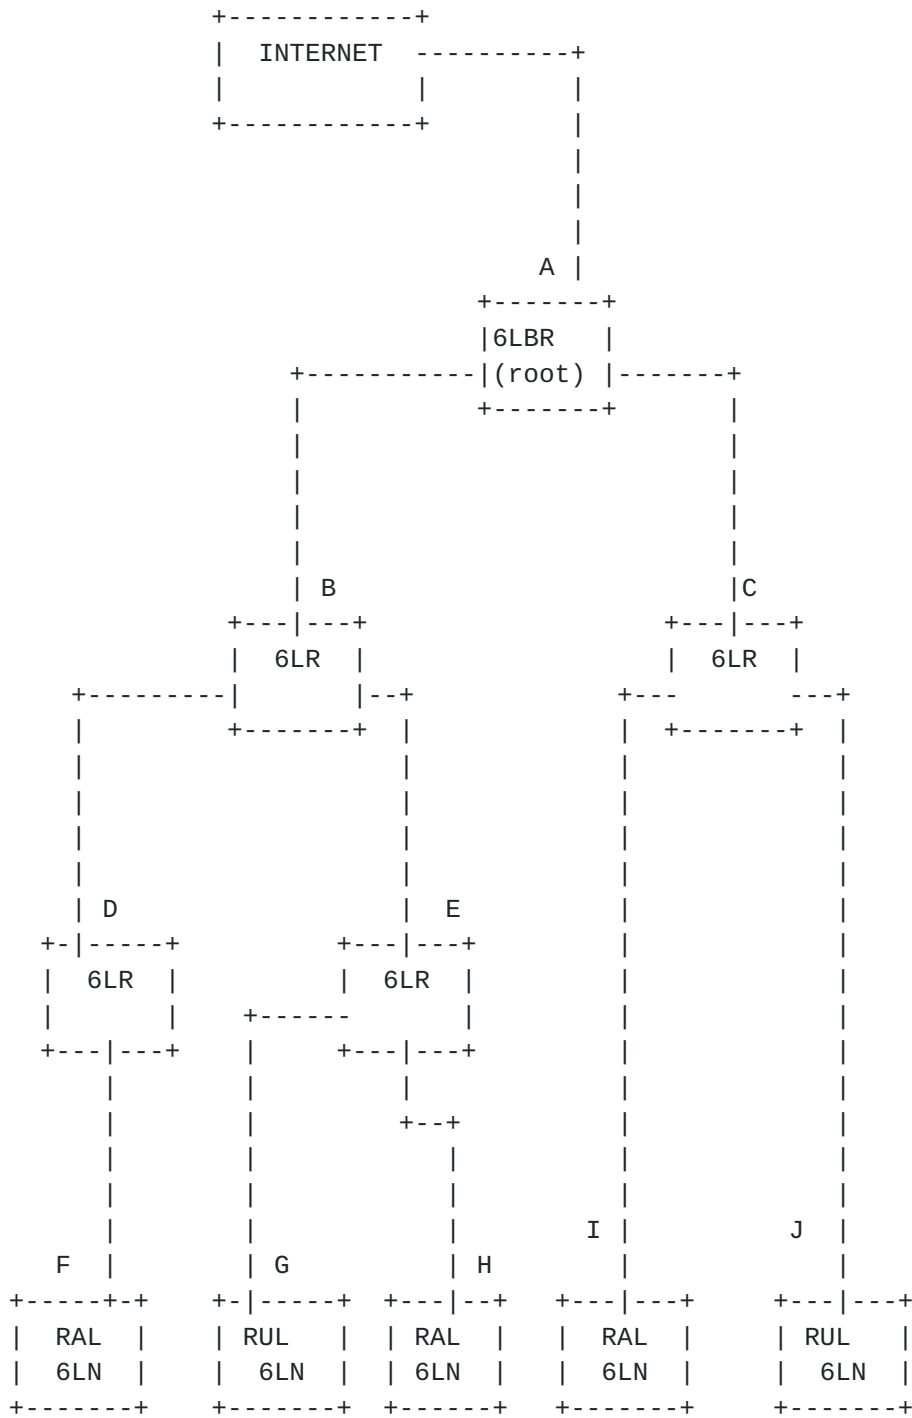 INTERNET
A
6LBR
(root)
B C
6LR 6LR
D E
6LR 6LR
I J
F G H
RAL RUL RAL RAL RUL
6LN 6LN 6LN 6LN 6LN